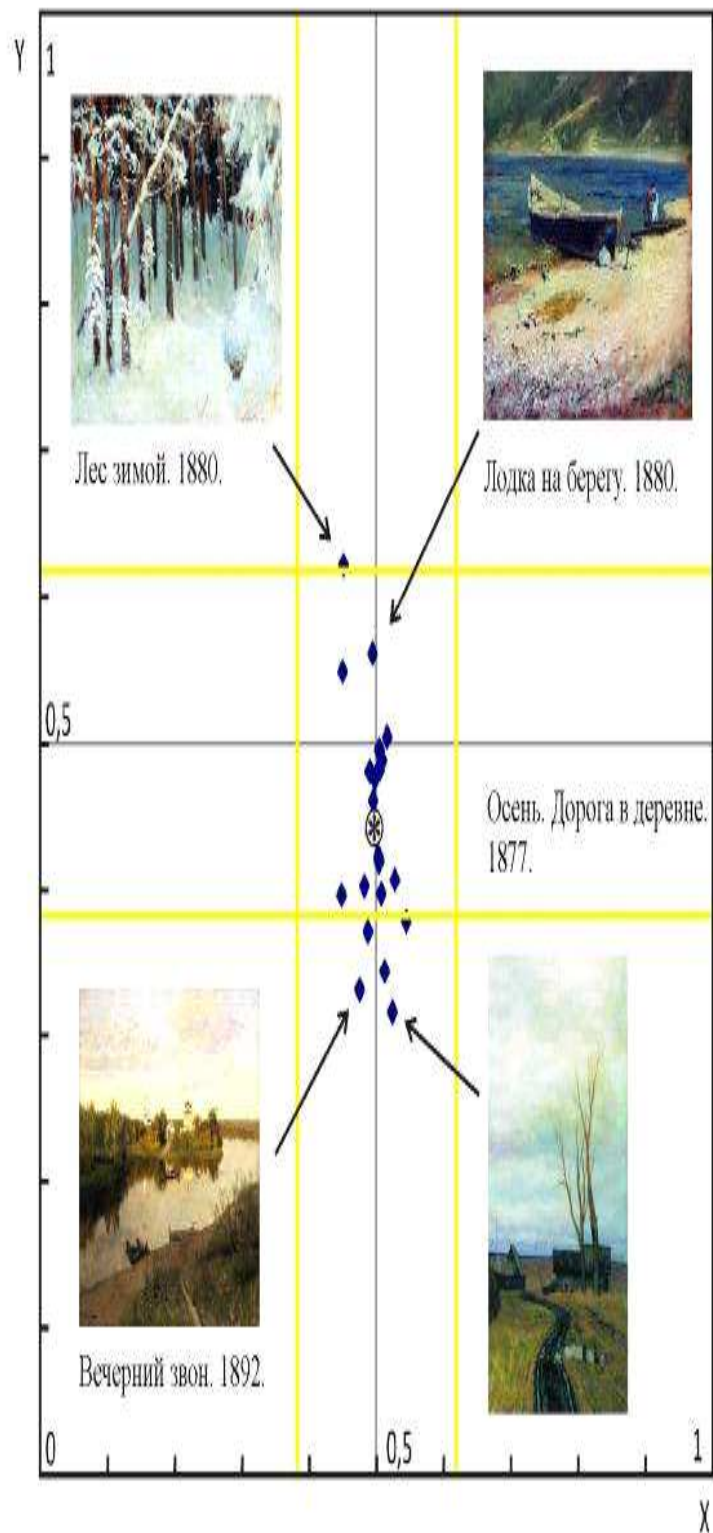 Y
1
Лес зимой. 1880.
Лодка на берегу. 1880.
0,5
Осень. Дорога в деревне.
1877.
Вечерний звон. 1892.
0
0,5
1
X